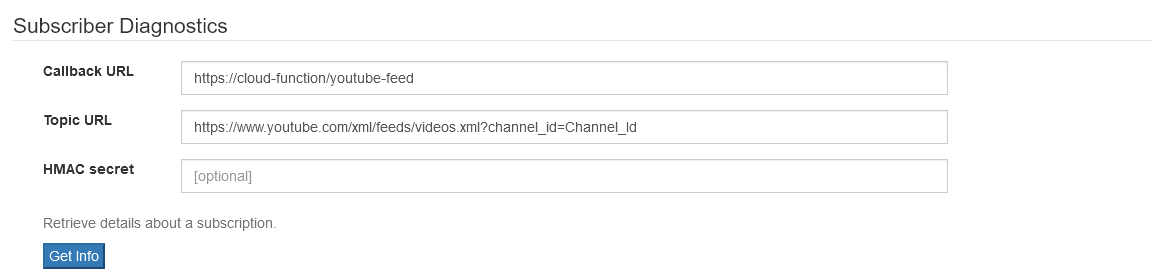 Subscriber Diagnostics
Callback URL https://cloud-function/youtube-feed
Topic URL https://www.youtube.com/xml/feeds/videos.xml?channel_id=Channel_Id
HMAC secret [optional]
Retrieve details about a subscription.
Get Info